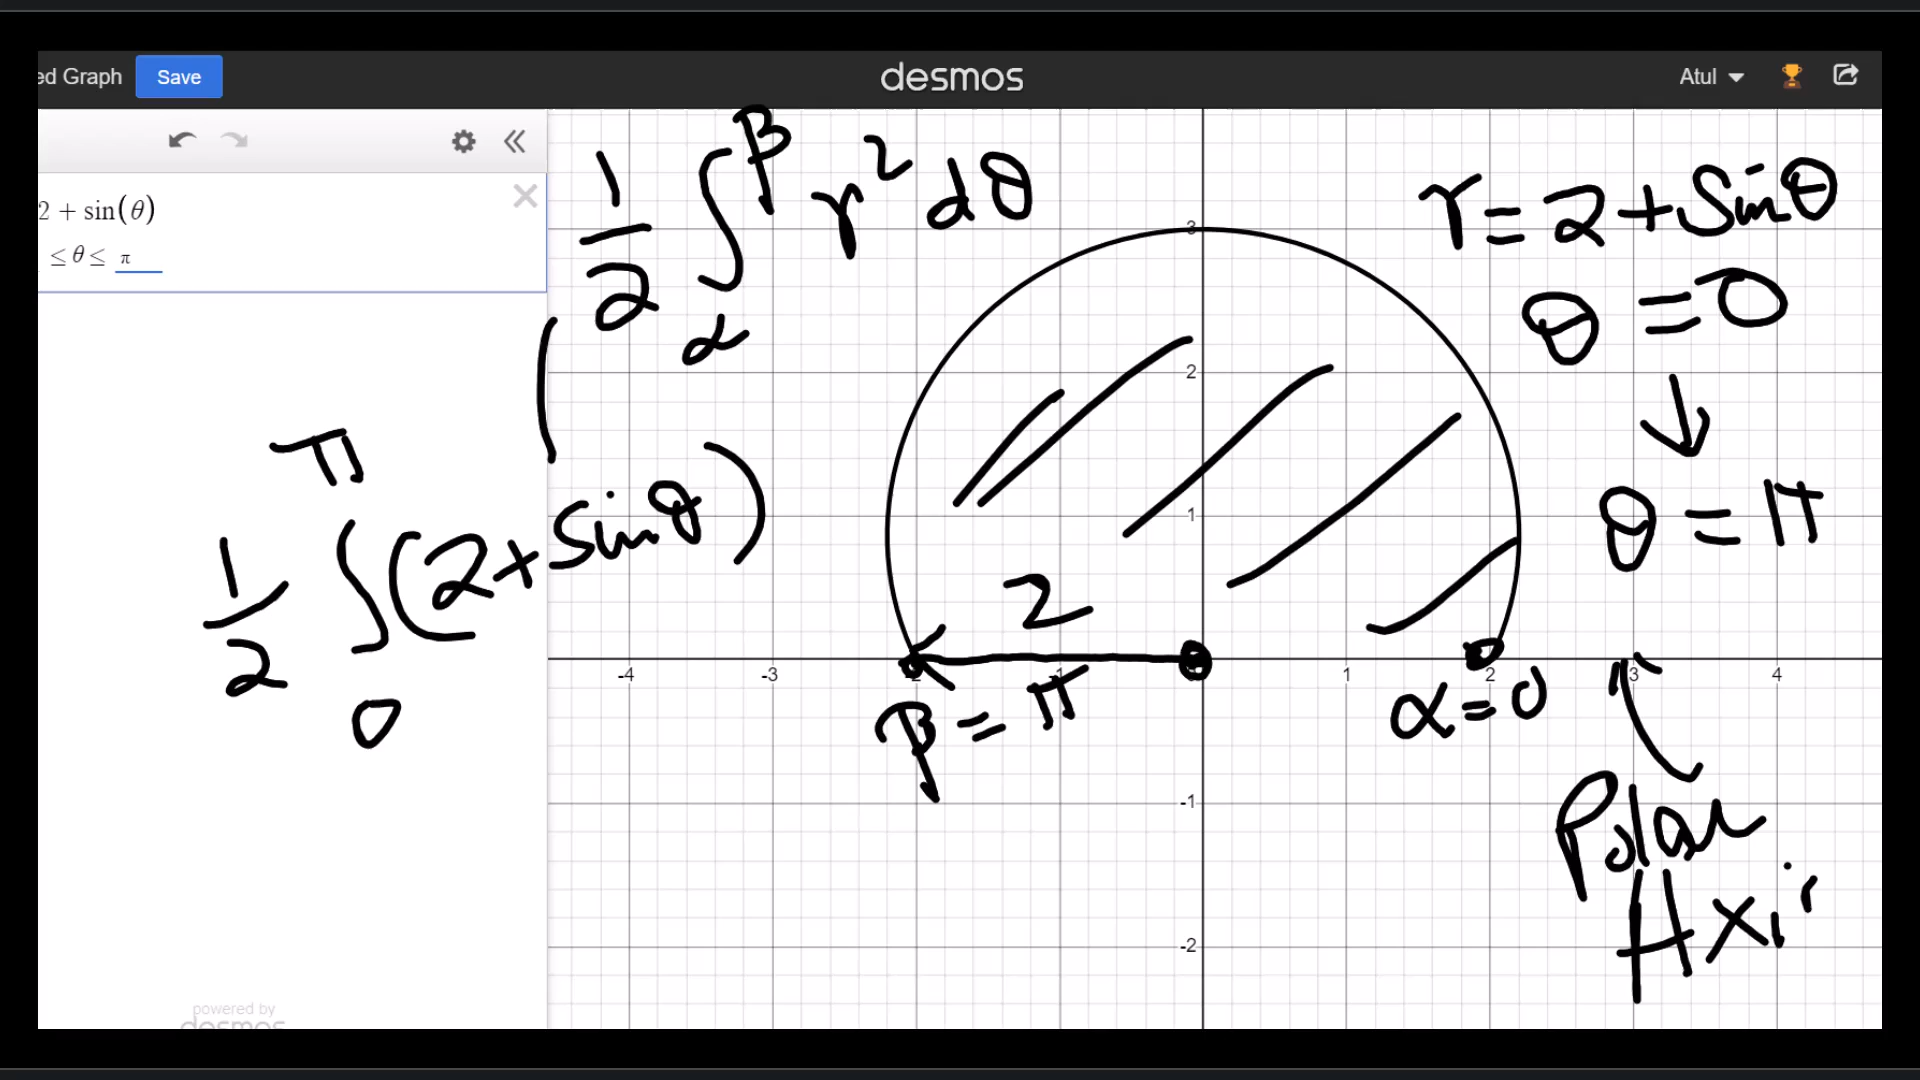 ed Graph Save desmos Atul
2 + sin(θ)
≤ θ ≤ π
1/2 ∫ β α r² dθ
r = 2 + Sinθ
θ = 0
↓
θ = π
π
1/2 ∫ (2 + Sinθ)
0
2
β = π
α = 0
Polar
Axi
3
2
1
-4 -3 -2 -1 1 2 3 4
-1
-2
powered by
desmos